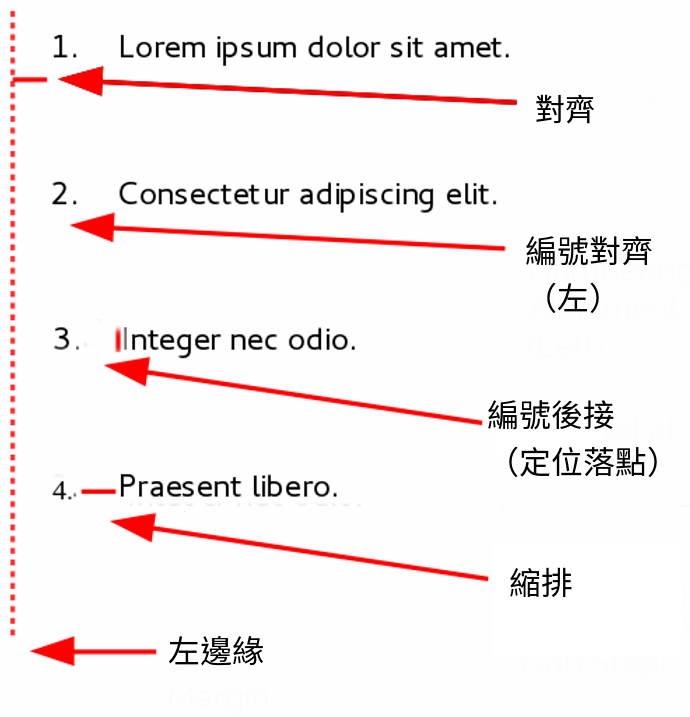 1. Lorem ipsum dolor sit amet.
對齊
2. Consectetur adipiscing elit.
編號對齊
（左）
3. Integer nec odio.
編號後接
（定位落點）
4. Praesent libero.
縮排
左邊緣